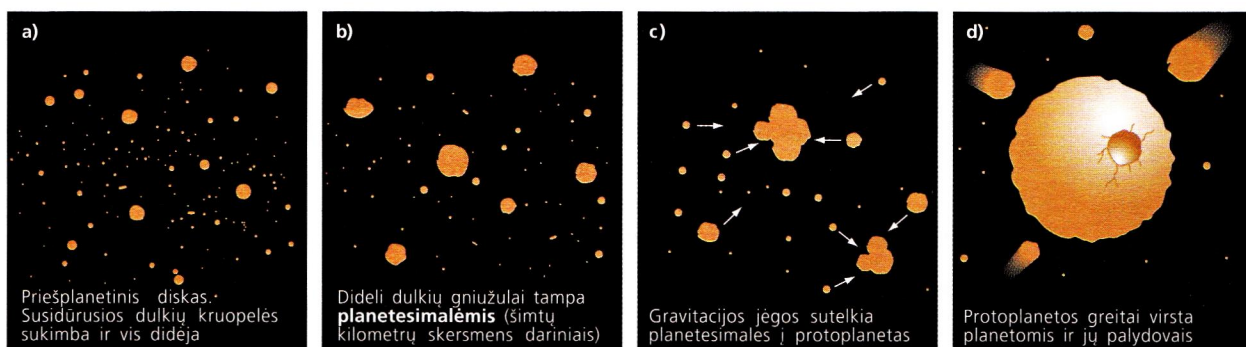 a)
Priešplanetinis diskas.
Susidūrusios dulkių kruopelės
sukimba ir vis didėja
b)
Dideli dulkių gniužulai tampa
planetesimalėmis (šimtų
kilometrų skersmens dariniais)
c)
Gravitacijos jėgos sutelkia
planetesimales į protoplanetas
d)
Protoplanetos greitai virsta
planetomis ir jų palydovais